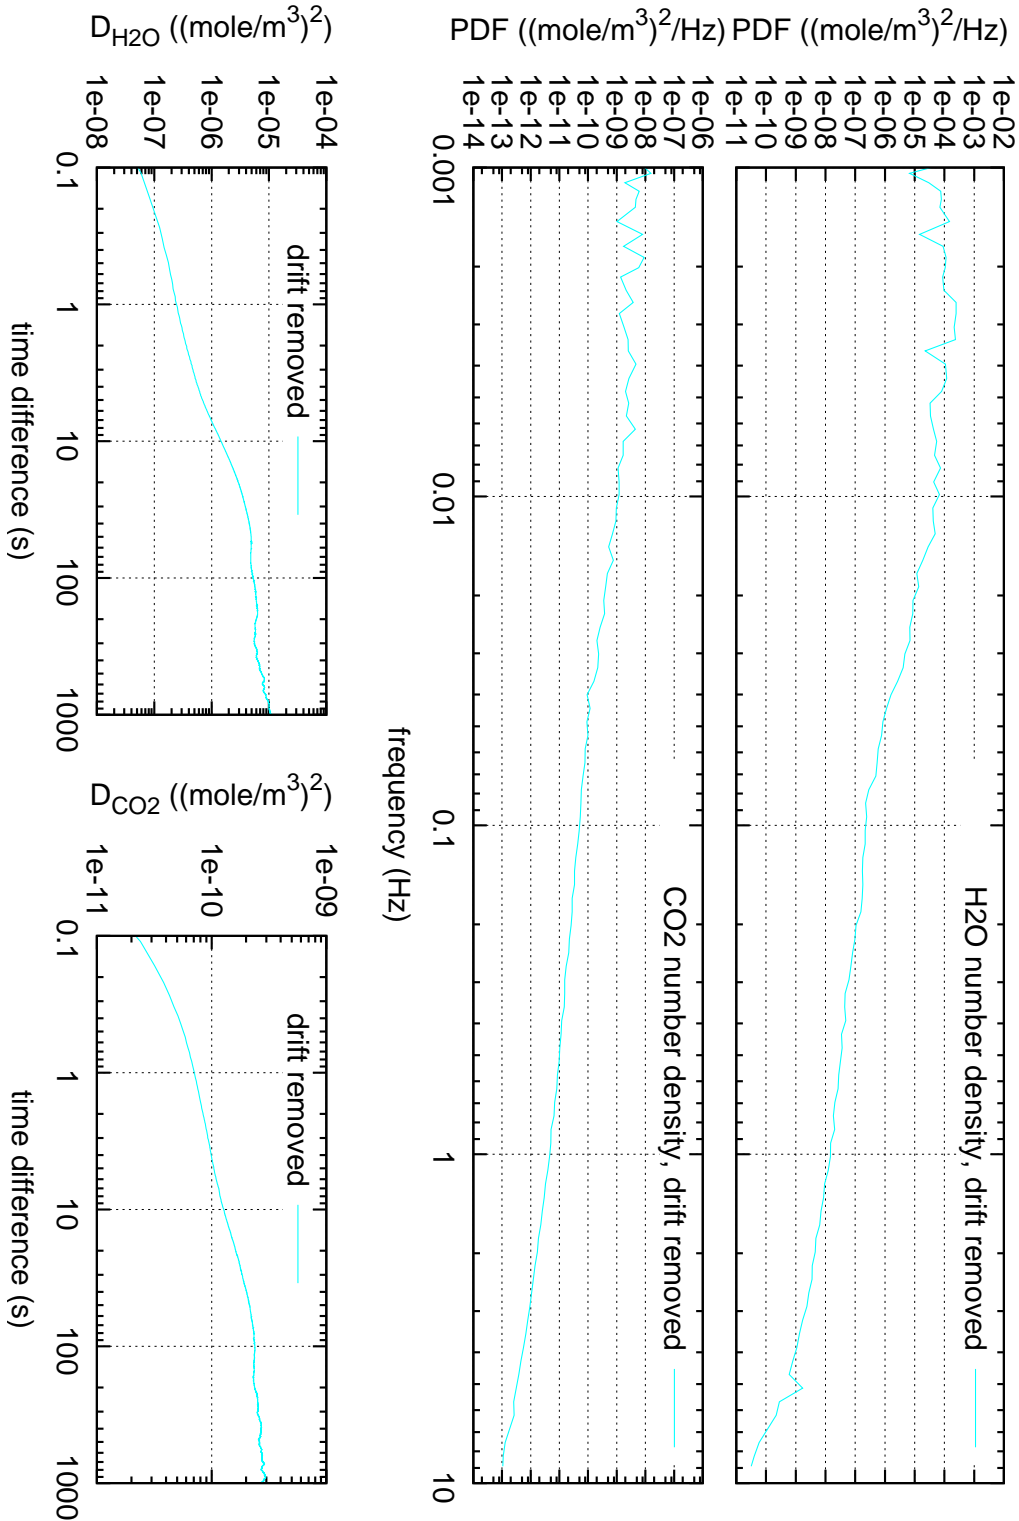 PDF ((mole/m3)2/Hz)
1e-02
1e-03
1e-04
1e-05
1e-06
1e-07
1e-08
1e-09
1e-10
1e-11
H2O number density, drift removed
PDF ((mole/m3)2/Hz)
1e-06
1e-07
1e-08
1e-09
1e-10
1e-11
1e-12
1e-13
1e-14
CO2 number density, drift removed
0.001 0.01 0.1 1 10
frequency (Hz)
DH2O ((mole/m3)2)
1e-04
1e-05
1e-06
1e-07
1e-08
drift removed
0.1 1 10 100 1000
time difference (s)
DCO2 ((mole/m3)2)
1e-09
1e-10
1e-11
drift removed
0.1 1 10 100 1000
time difference (s)